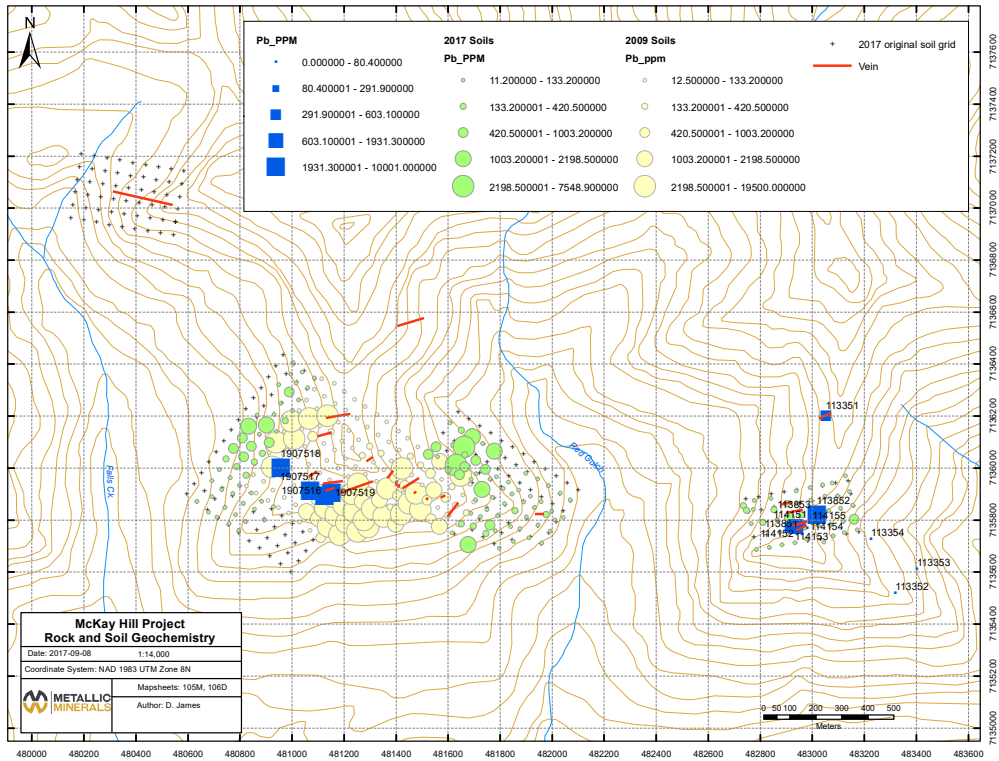 N
Pb_PPM
0.000000 - 80.400000
80.400001 - 291.900000
291.900001 - 603.100000
603.100001 - 1931.300000
1931.300001 - 10001.000000
2017 Soils
Pb_PPM
11.200000 - 133.200000
133.200001 - 420.500000
420.500001 - 1003.200000
1003.200001 - 2198.500000
2198.500001 - 7548.900000
2009 Soils
Pb_ppm
12.500000 - 133.200000
133.200001 - 420.500000
420.500001 - 1003.200000
1003.200001 - 2198.500000
2198.500001 - 19500.000000
2017 original soil grid
Vein
7137600
7137400
7137200
7137000
7136800
7136600
7136400
7136200
7136000
7135800
7135600
7135400
7135200
7135000
113351
1907518
1907517
1907516
1907519
Falls Ck.
Red Gulch
113853
113852
114151
114155
113851
114154
114152
114153
113354
113353
113352
McKay Hill Project
Rock and Soil Geochemistry
Date: 2017-09-08
1:14,000
Coordinate System: NAD 1983 UTM Zone 8N
METALLIC
MINERALS
Mapsheets: 105M, 106D
Author: D. James
0 50 100 200 300 400 500
Meters
480000
480200
480400
480600
480800
481000
481200
481400
481600
481800
482000
482200
482400
482600
482800
483000
483200
483400
483600